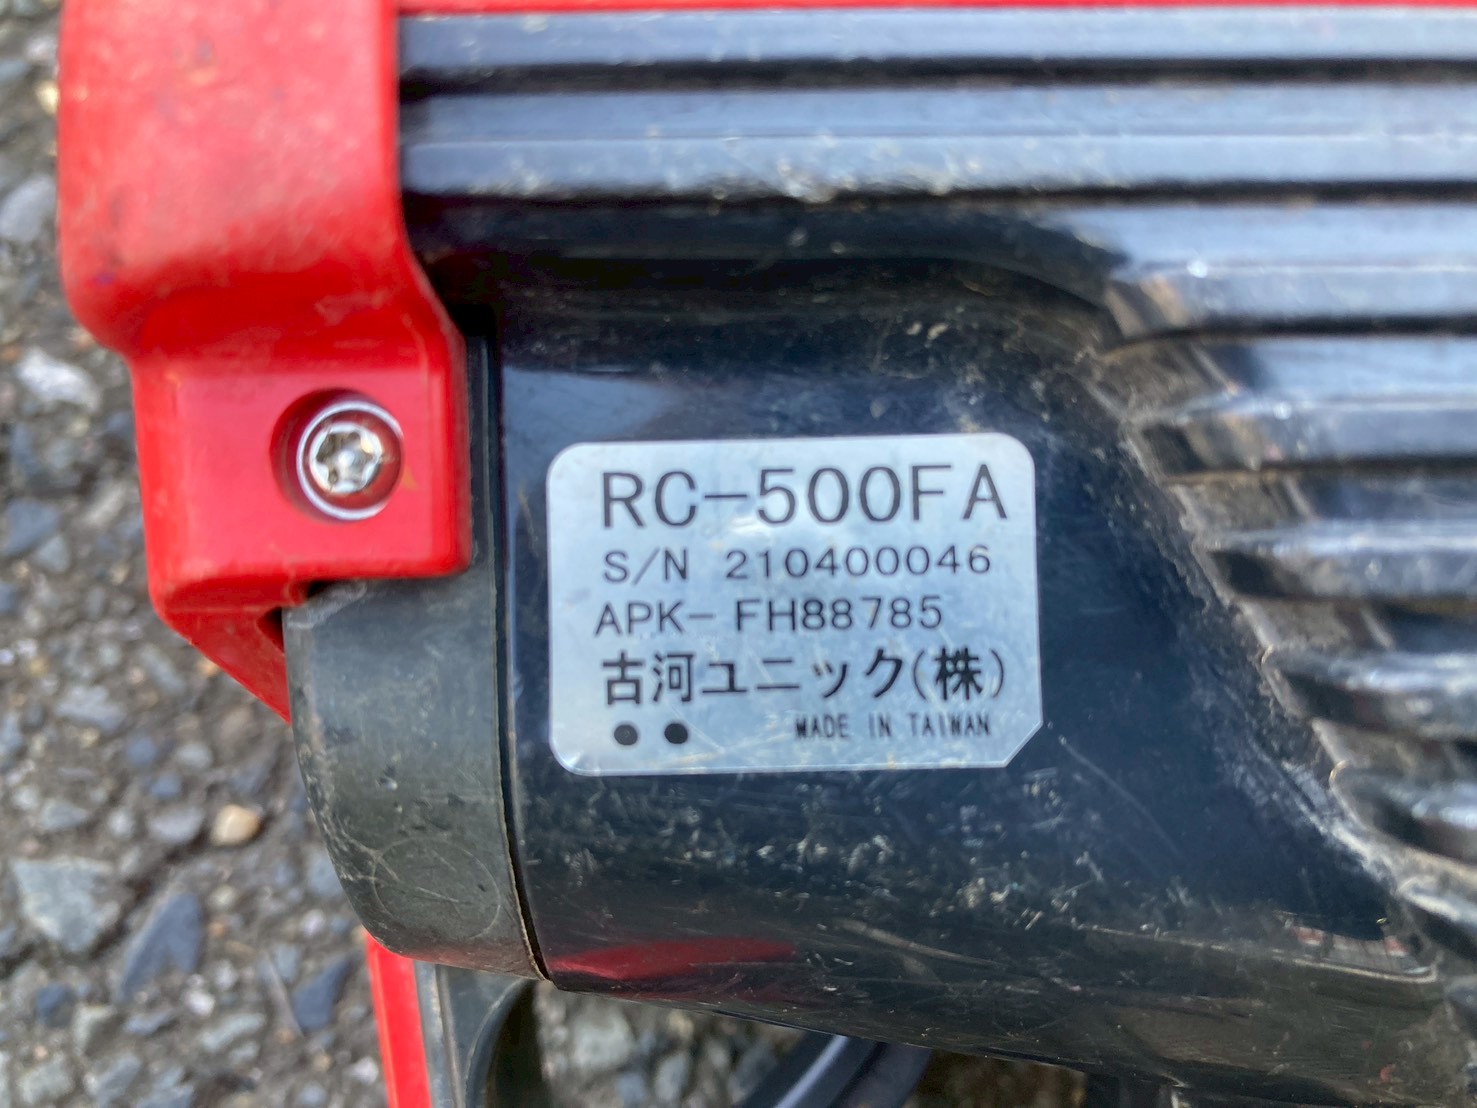 RC-500FA
S/N 210400046
APK- FH88785
古河ユニック(株)
●● MADE IN TAIWAN